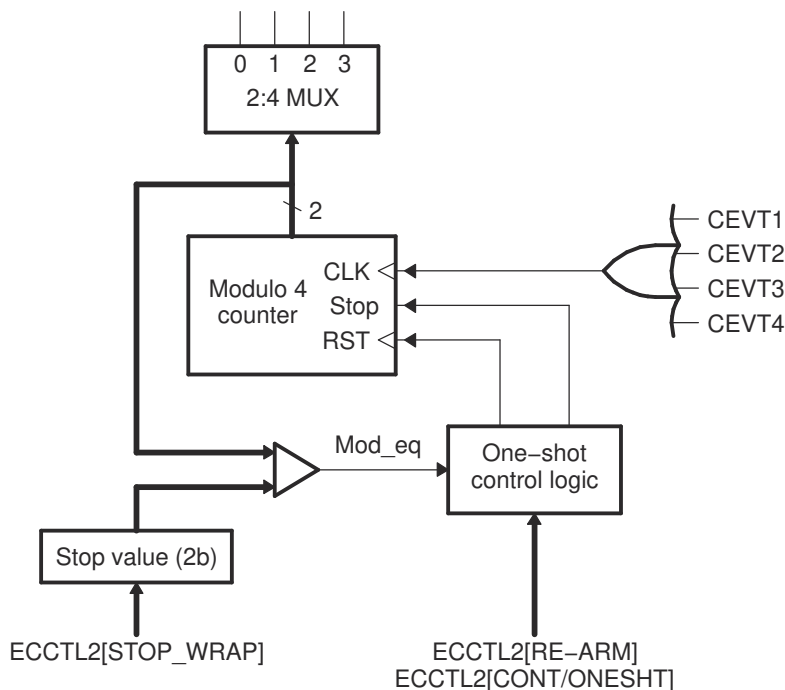 0 1 2 3
2:4 MUX
2
CEVT1
CEVT2
CEVT3
CEVT4
CLK
Modulo 4
counter
Stop
RST
Mod_eq
One−shot
control logic
Stop value (2b)
ECCTL2[STOP_WRAP]
ECCTL2[RE−ARM]
ECCTL2[CONT/ONESHT]